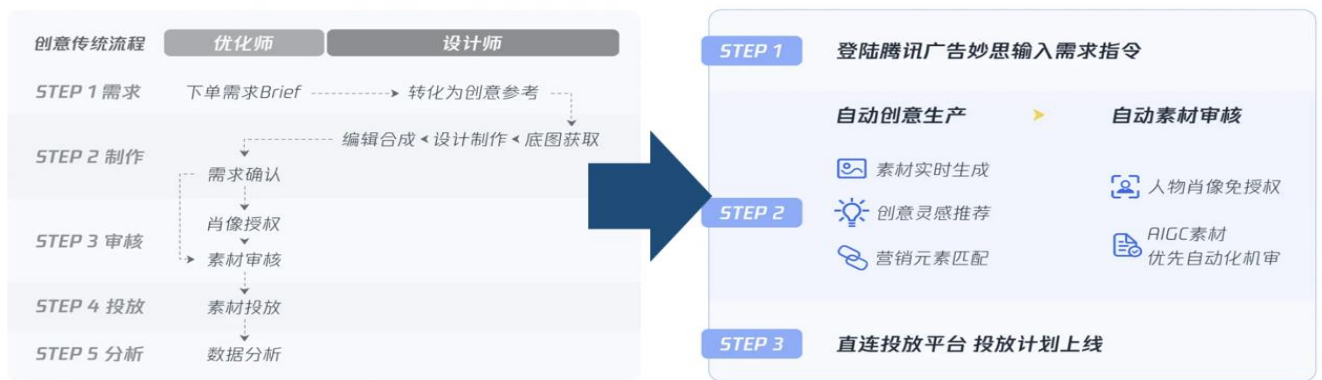 创意传统流程 优化师 设计师
STEP 1 需求 下单需求Brief 转化为创意参考
STEP 2 制作 编辑合成 设计制作 底图获取
需求确认
STEP 3 审核 肖像授权
素材审核
STEP 4 投放 素材投放
STEP 5 分析 数据分析
STEP 1 登陆腾讯广告妙思输入需求指令
STEP 2 自动创意生产 自动素材审核
素材实时生成
创意灵感推荐
营销元素匹配
人物肖像免授权
AIGC素材
优先自动化机审
STEP 3 直连投放平台 投放计划上线